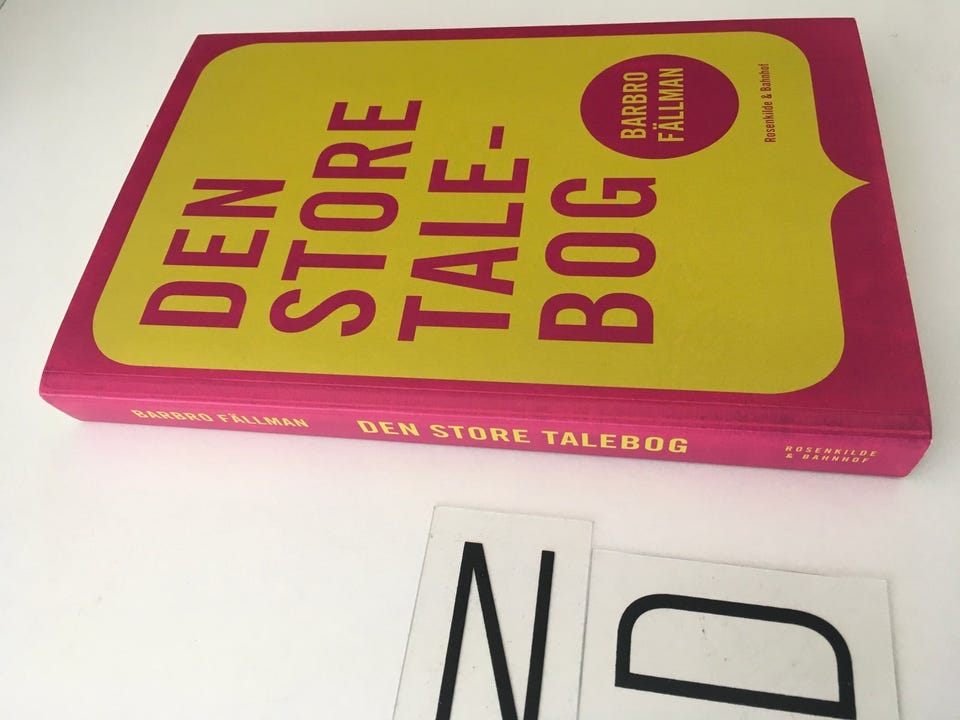 DEN
STORE
TALE-
BOG
BARBRO
FÄLLMAN
Rosenkilde & Bahnhof
BARBRO FÄLLMAN
DEN STORE TALEBOG
ROSENKILDE
& BAHNHOF
N
D